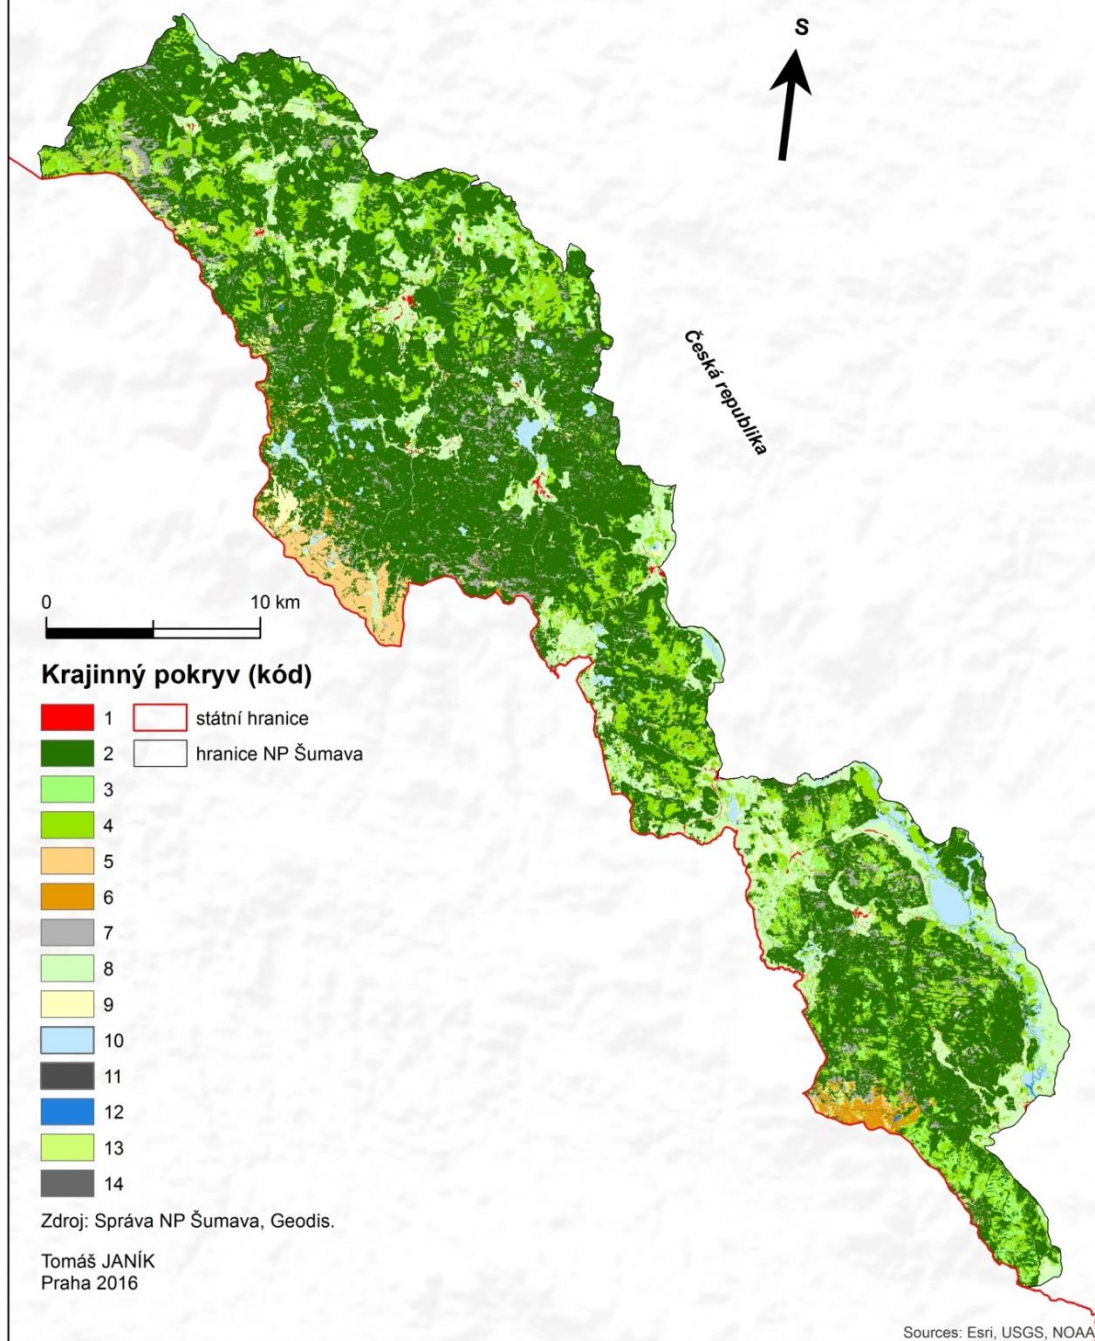 S
Česká republika
0 10 km
Krajinný pokryv (kód)
1 státní hranice
2 hranice NP Šumava
3
4
5
6
7
8
9
10
11
12
13
14
Zdroj: Správa NP Šumava, Geodis.
Tomáš JANÍK
Praha 2016
Sources: Esri, USGS, NOAA